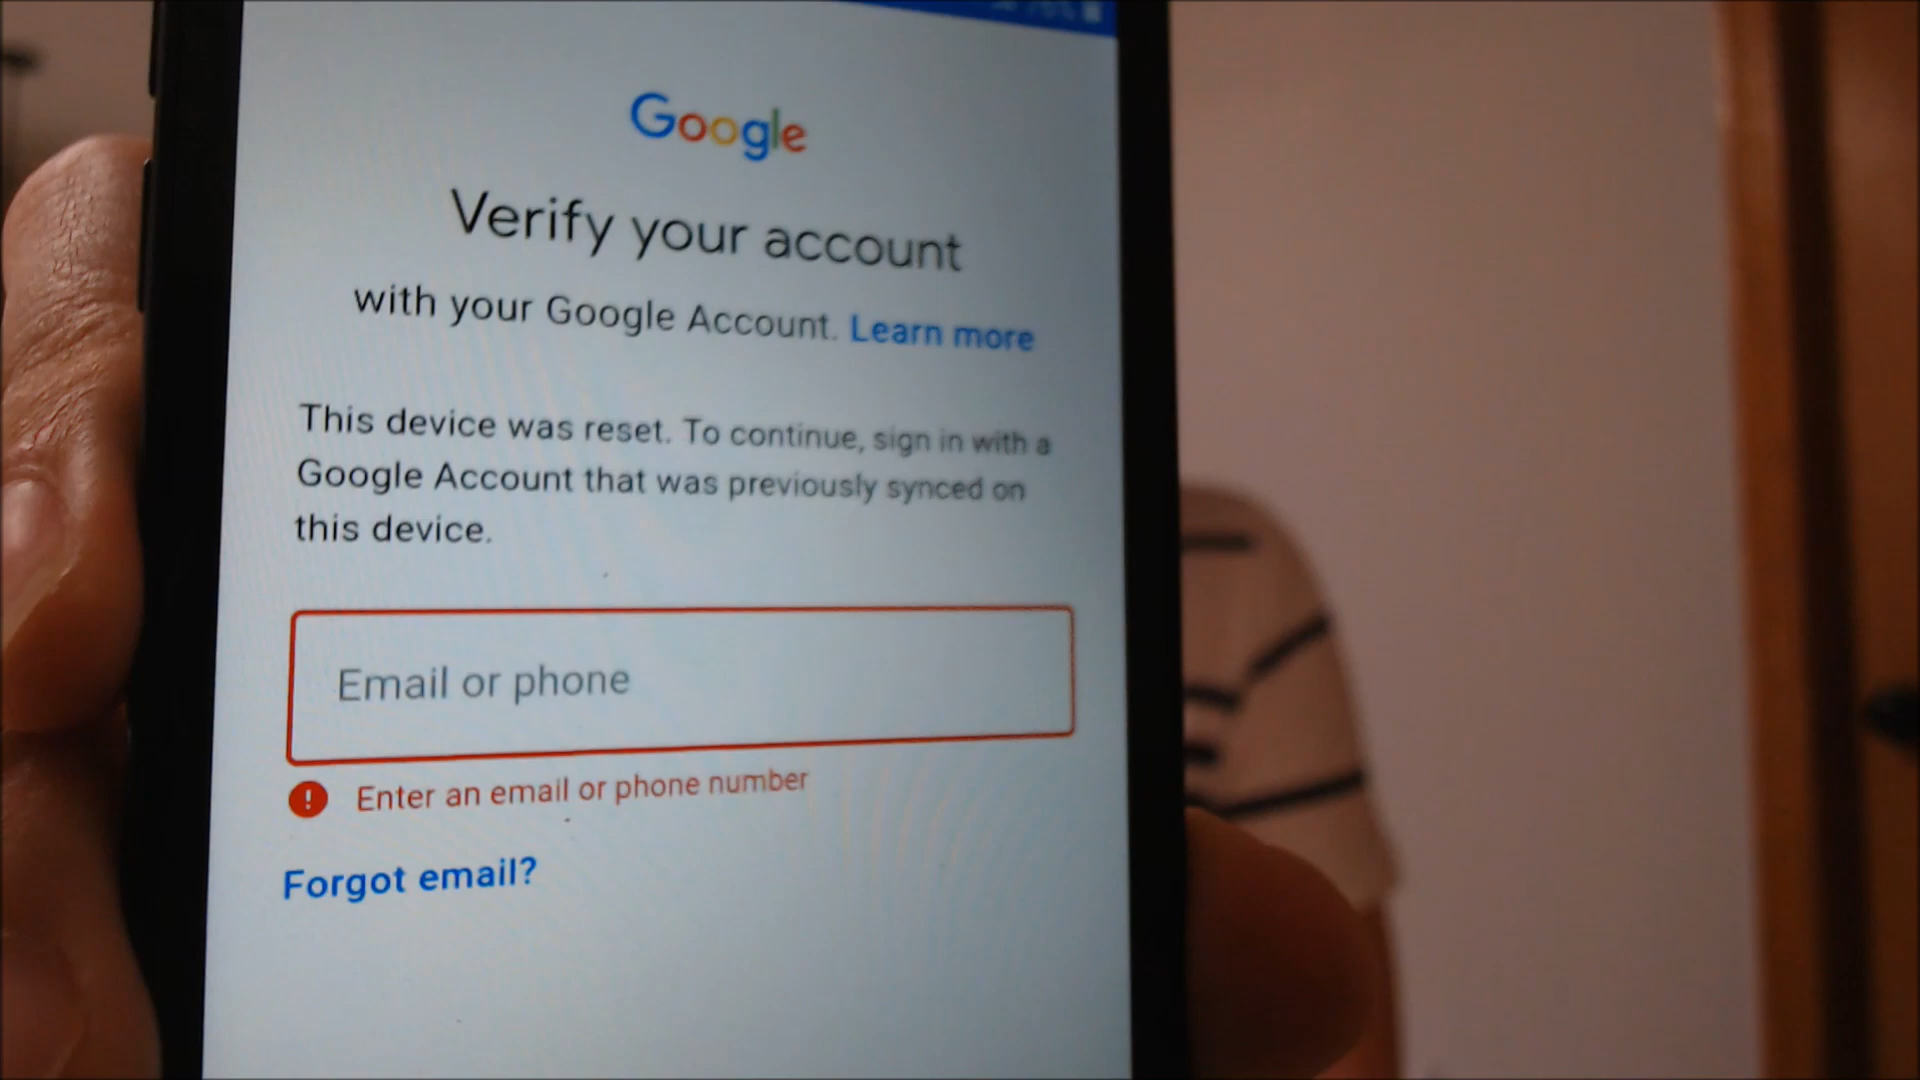 Google
Verify your account
with your Google Account. Learn more
This device was reset. To continue, sign in with a
Google Account that was previously synced on
this device.
Email or phone
Enter an email or phone number
Forgot email?